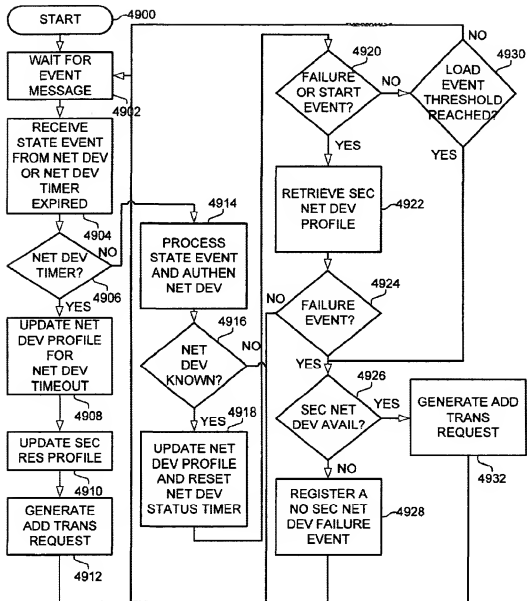 START
4900
WAIT FOR
EVENT
MESSAGE
4902
RECEIVE
STATE EVENT
FROM NET DEV
OR NET DEV
TIMER
EXPIRED
4904
NET DEV
TIMER?
NO
4906
YES
UPDATE NET
DEV PROFILE
FOR
NET DEV
TIMEOUT
4908
UPDATE SEC
RES PROFILE
4910
GENERATE
ADD TRANS
REQUEST
4912
4914
PROCESS
STATE EVENT
AND AUTHEN
NET DEV
4916
NET
DEV
KNOWN?
NO
YES
4918
UPDATE NET
DEV PROFILE
AND RESET
NET DEV
STATUS TIMER
4920
FAILURE
OR START
EVENT?
NO
YES
RETRIEVE SEC
NET DEV
PROFILE
4922
4924
NO
FAILURE
EVENT?
YES
4926
SEC NET
DEV AVAIL?
YES
NO
REGISTER A
NO SEC NET
DEV FAILURE
EVENT
4928
NO
4930
LOAD
EVENT
THRESHOLD
REACHED?
YES
GENERATE ADD
TRANS
REQUEST
4932